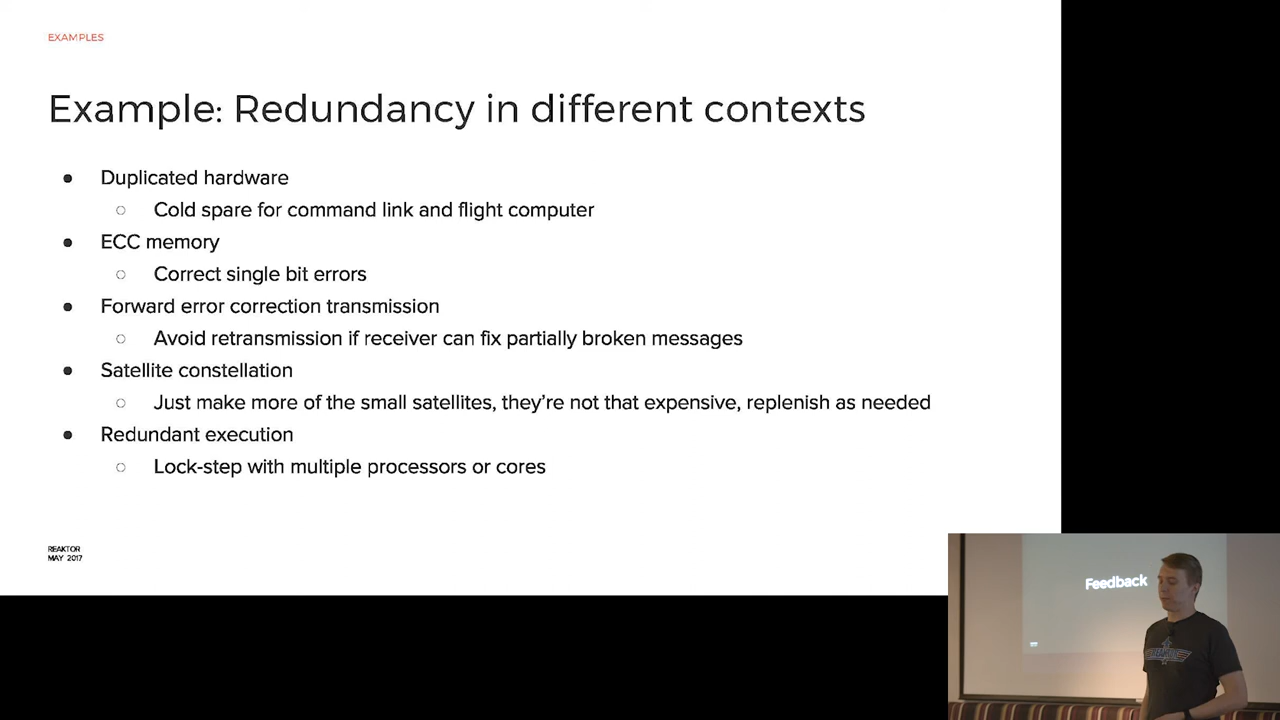 EXAMPLES
Example: Redundancy in different contexts
● Duplicated hardware
○ Cold spare for command link and flight computer
● ECC memory
○ Correct single bit errors
● Forward error correction transmission
○ Avoid retransmission if receiver can fix partially broken messages
● Satellite constellation
○ Just make more of the small satellites, they're not that expensive, replenish as needed
● Redundant execution
○ Lock-step with multiple processors or cores
REAKTOR
MAY 2017
Feedback